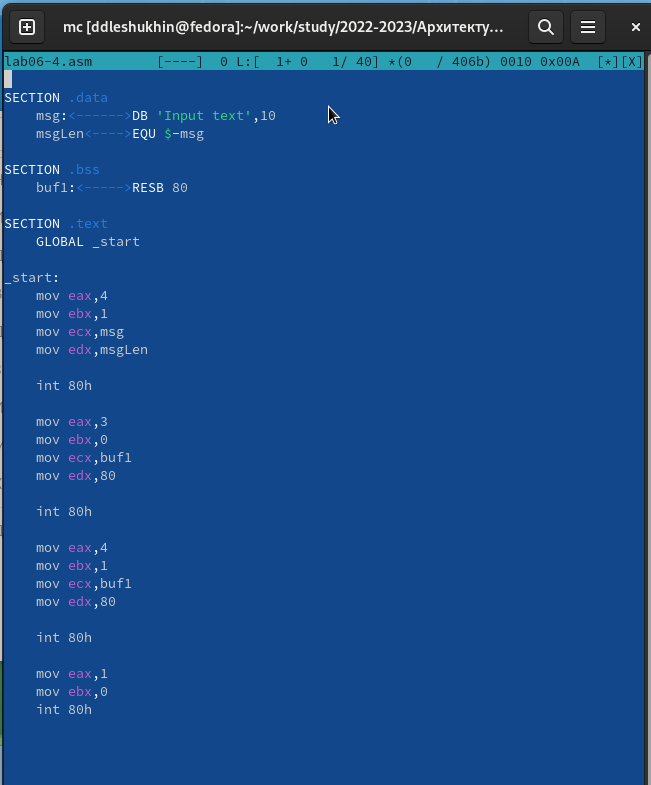 mc [ddleshukhin@fedora]:~/work/study/2022-2023/Архитекту...
lab06-4.asm [----] 0 L:[ 1+ 0 1/ 40] *(0 / 406b) 0010 0x00A [*][X]
SECTION .data
msg:<------>DB 'Input text',10
msgLen<---->EQU $-msg
SECTION .bss
buf1:<----->RESB 80
SECTION .text
GLOBAL _start
_start:
mov eax,4
mov ebx,1
mov ecx,msg
mov edx,msgLen
int 80h
mov eax,3
mov ebx,0
mov ecx,buf1
mov edx,80
int 80h
mov eax,4
mov ebx,1
mov ecx,buf1
mov edx,80
int 80h
mov eax,1
mov ebx,0
int 80h